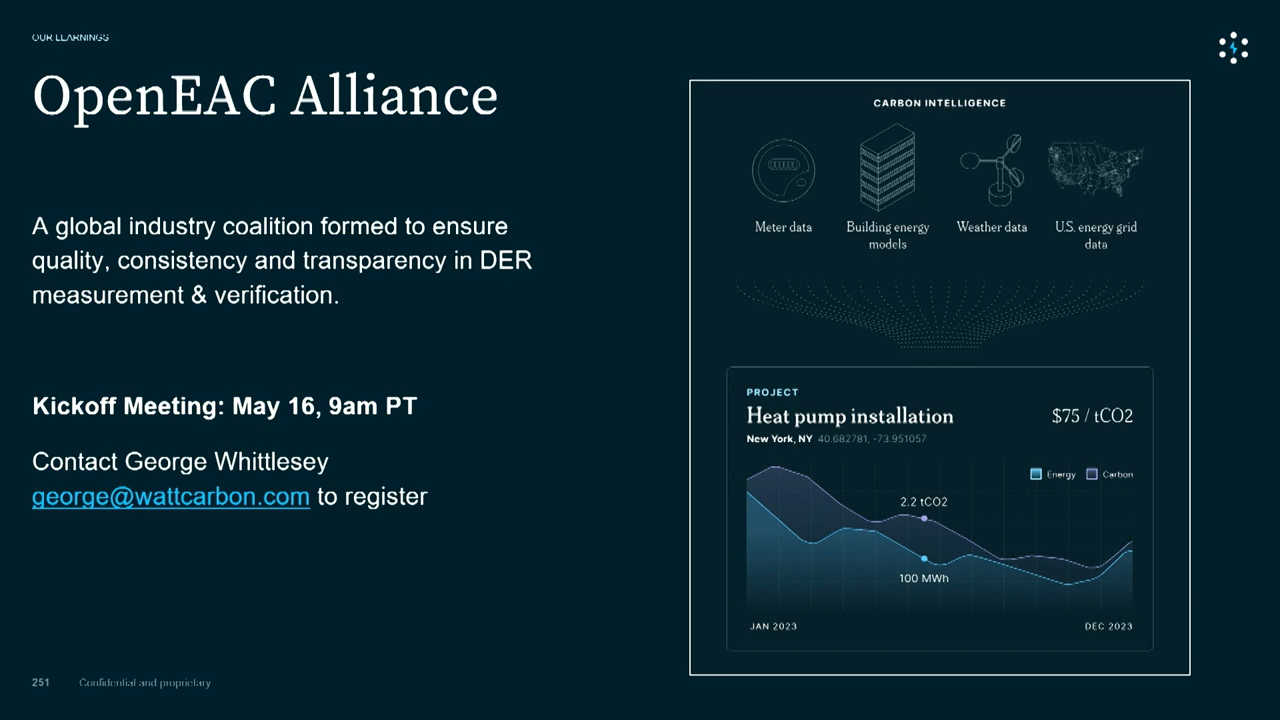 OUR LEARNINGS
OpenEAC Alliance
A global industry coalition formed to ensure
quality, consistency and transparency in DER
measurement & verification.
Kickoff Meeting: May 16, 9am PT
Contact George Whittlesey
george@wattcarbon.com to register
251 Confidential and proprietary
CARBON INTELLIGENCE
Meter data
Building energy
models
Weather data
U.S. energy grid
data
PROJECT
Heat pump installation $75 / tCO2
New York, NY 40.682781, -73.951057
Energy Carbon
2.2 tCO2
100 MWh
JAN 2023 DEC 2023